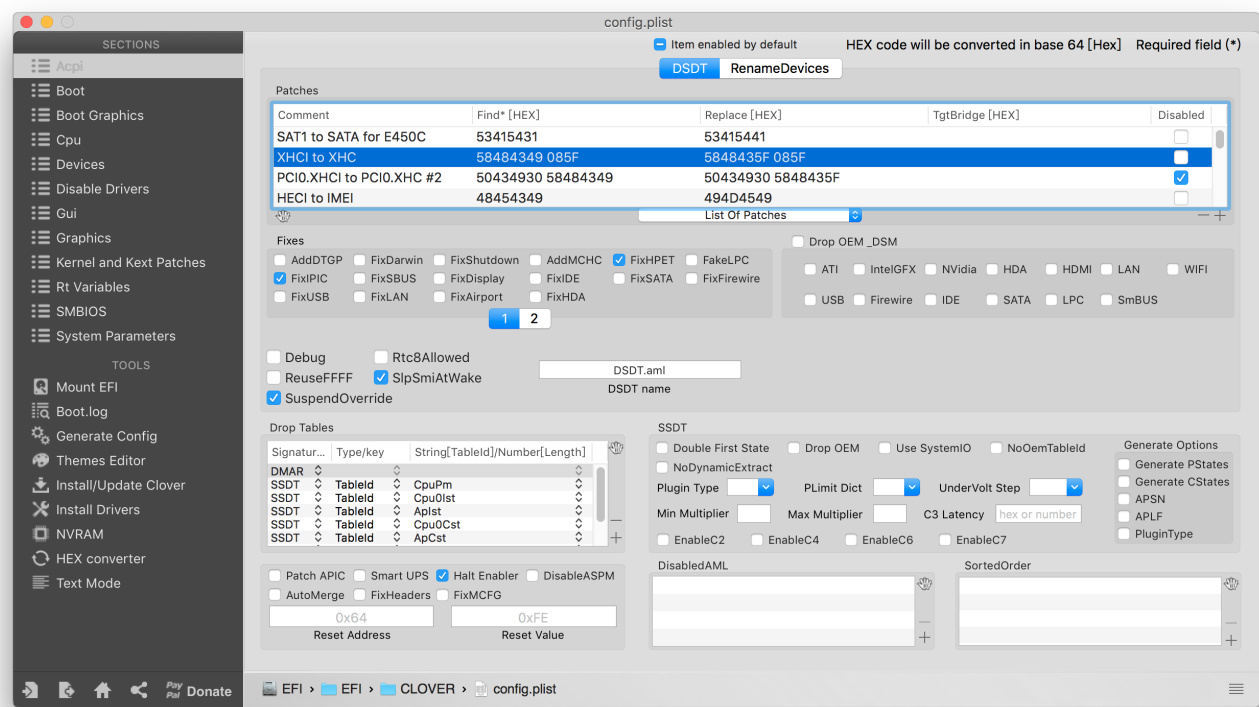 config.plist
SECTIONS
Acpi
Boot
Boot Graphics
Cpu
Devices
Disable Drivers
Gui
Graphics
Kernel and Kext Patches
Rt Variables
SMBIOS
System Parameters
TOOLS
Mount EFI
Boot.log
Generate Config
Themes Editor
Install/Update Clover
Install Drivers
NVRAM
HEX converter
Text Mode
Pay Pal Donate
Item enabled by default HEX code will be converted in base 64 [Hex] Required field (*)
DSDT RenameDevices
Patches
Comment Find* [HEX] Replace [HEX] TgtBridge [HEX] Disabled
SAT1 to SATA for E450C 53415431 53415441
XHCI to XHC 58484349 085F 5848435F 085F
PCI0.XHCI to PCI0.XHC #2 50434930 58484349 50434930 5848435F
HECI to IMEI 48454349 494D4549
List Of Patches
Fixes
AddDTGP FixDarwin FixShutdown AddMCHC FixHPET FakeLPC
FixIPIC FixSBUS FixDisplay FixIDE FixSATA FixFirewire
FixUSB FixLAN FixAirport FixHDA
1 2
Drop OEM _DSM
ATI IntelGFX NVidia HDA HDMI LAN WIFI
USB Firewire IDE SATA LPC SmBUS
Debug Rtc8Allowed
ReuseFFFF SlpSmiAtWake
SuspendOverride
DSDT.aml
DSDT name
Drop Tables
Signatur... Type/key String[TableId]/Number[Length]
DMAR
SSDT TableId CpuPm
SSDT TableId Cpu0Ist
SSDT TableId ApIst
SSDT TableId Cpu0Cst
SSDT TableId ApCst
SSDT
Double First State Drop OEM Use SystemIO NoOemTableId
NoDynamicExtract
Plugin Type PLimit Dict UnderVolt Step
Min Multiplier Max Multiplier C3 Latency hex or number
EnableC2 EnableC4 EnableC6 EnableC7
Generate Options
Generate PStates
Generate CStates
APSN
APLF
PluginType
Patch APIC Smart UPS Halt Enabler DisableASPM
AutoMerge FixHeaders FixMCFG
0x64 0xFE
Reset Address Reset Value
DisabledAML SortedOrder
EFI › EFI › CLOVER › config.plist